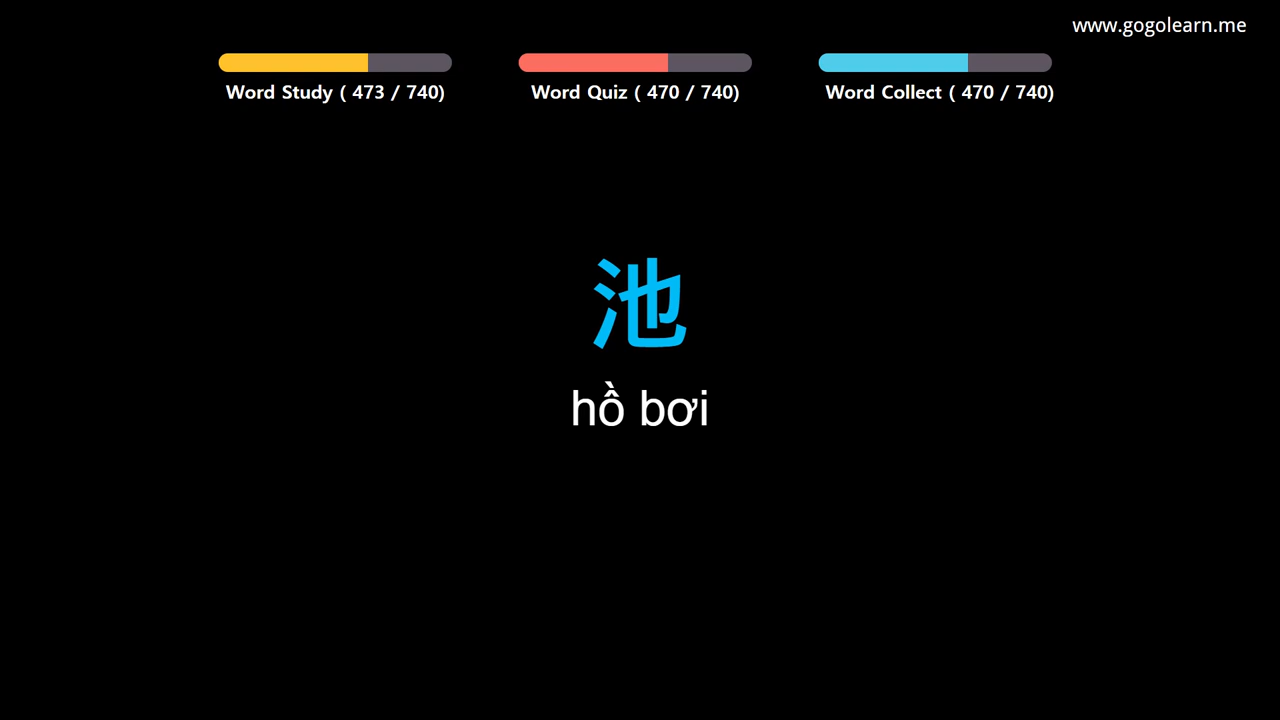 www.gogolearn.me
Word Study ( 473 / 740)
Word Quiz ( 470 / 740)
Word Collect ( 470 / 740)
池
hồ bơi